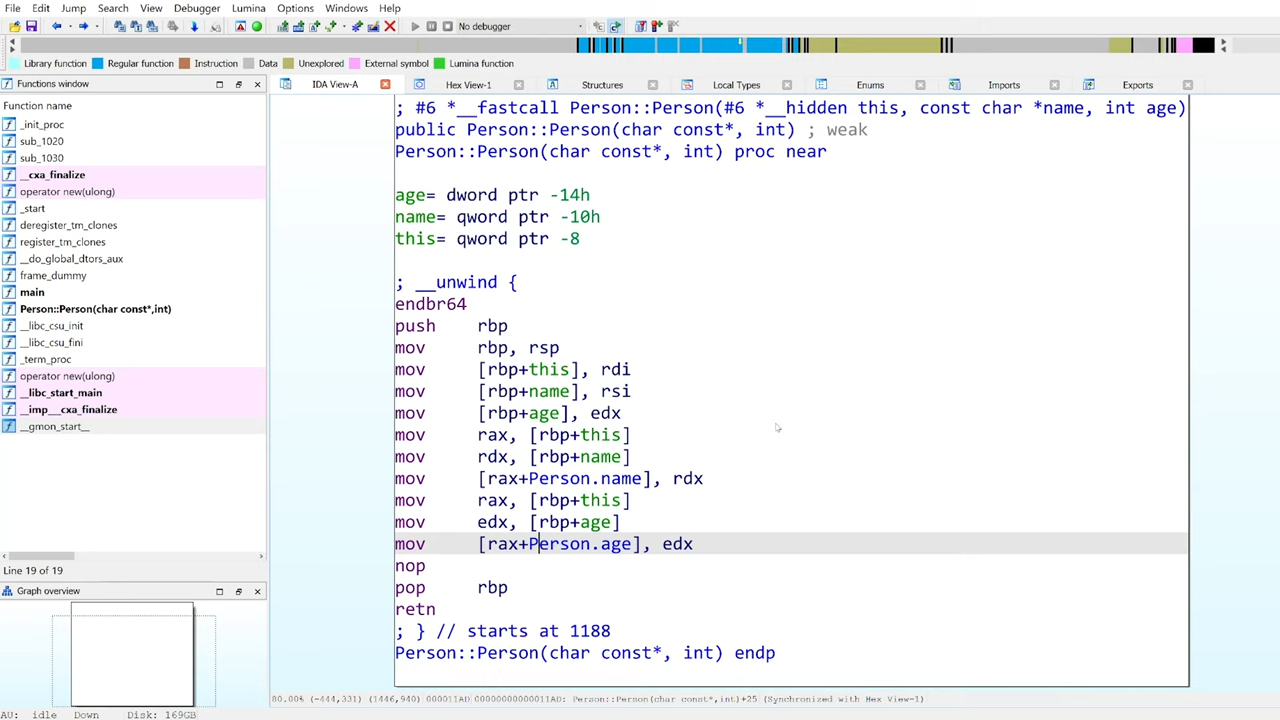 File Edit Jump Search View Debugger Lumina Options Windows Help
No debugger
Library function Regular function Instruction Data Unexplored External symbol Lumina function
Functions window
IDA View-A
Hex View-1
Structures
Local Types
Enums
Imports
Exports
Function name
_init_proc
sub_1020
sub_1030
__cxa_finalize
operator new(ulong)
_start
deregister_tm_clones
register_tm_clones
__do_global_dtors_aux
frame_dummy
main
Person::Person(char const*,int)
__libc_csu_init
__libc_csu_fini
_term_proc
operator new(ulong)
__libc_start_main
__imp___cxa_finalize
__gmon_start__
Line 19 of 19
Graph overview
; #6 *__fastcall Person::Person(#6 *__hidden this, const char *name, int age)
public Person::Person(char const*, int) ; weak
Person::Person(char const*, int) proc near
age= dword ptr -14h
name= qword ptr -10h
this= qword ptr -8
; __unwind {
endbr64
push rbp
mov rbp, rsp
mov [rbp+this], rdi
mov [rbp+name], rsi
mov [rbp+age], edx
mov rax, [rbp+this]
mov rdx, [rbp+name]
mov [rax+Person.name], rdx
mov rax, [rbp+this]
mov edx, [rbp+age]
mov [rax+Person.age], edx
nop
pop rbp
retn
; } // starts at 1188
Person::Person(char const*, int) endp
80.00% (-444,331) (1446,940) 000011AD 00000000000011AD: Person::Person(char const*,int)+25 (Synchronized with Hex View-1)
AU: idle Down Disk: 169GB